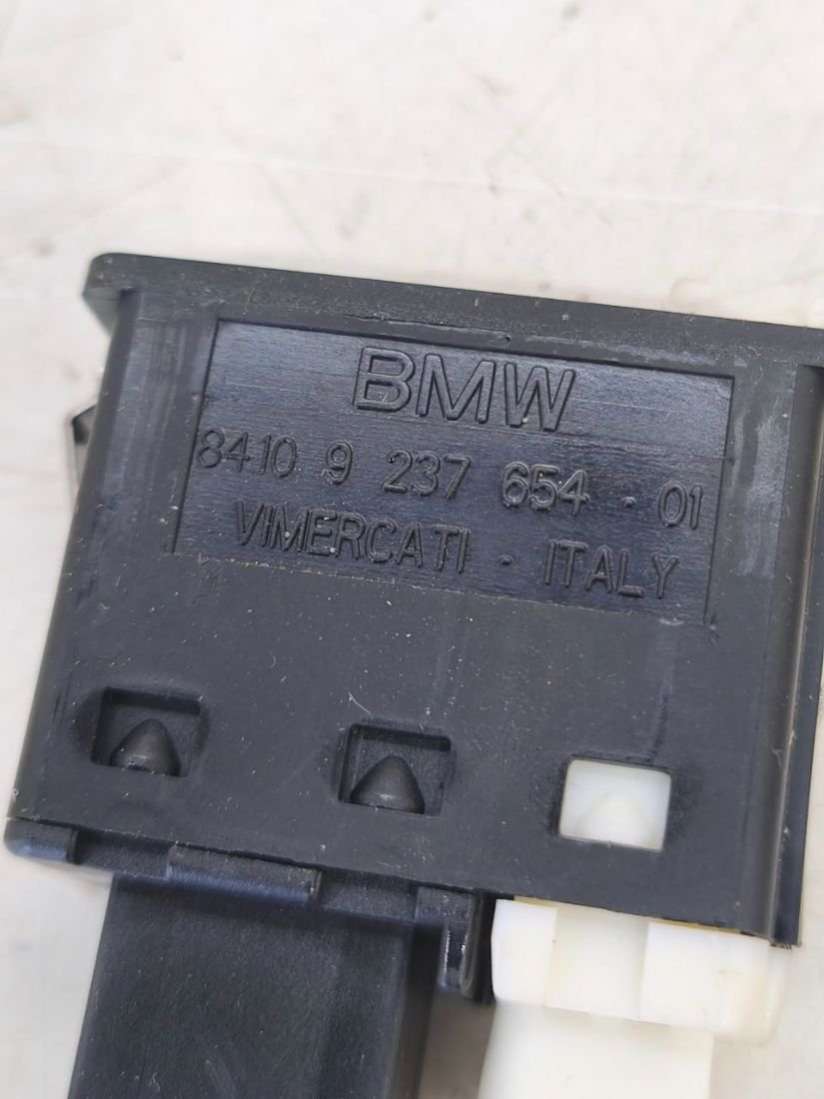 BMW
8410 9 237 654 - 01
VIMERCATI - ITALY